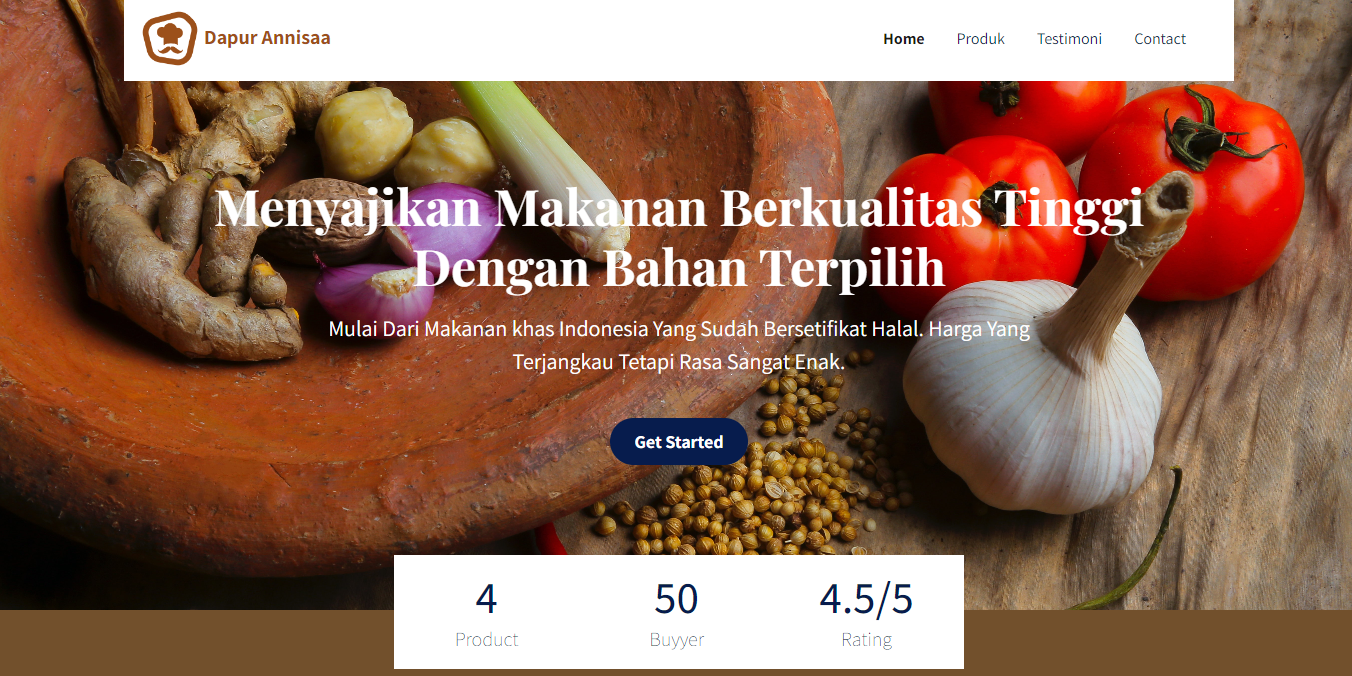 Dapur Annisaa
Home Produk Testimoni Contact
Menyajikan Makanan Berkualitas Tinggi
Dengan Bahan Terpilih
Mulai Dari Makanan khas Indonesia Yang Sudah Bersetifikat Halal. Harga Yang
Terjangkau Tetapi Rasa Sangat Enak.
Get Started
4 50 4.5/5
Product Buyyer Rating